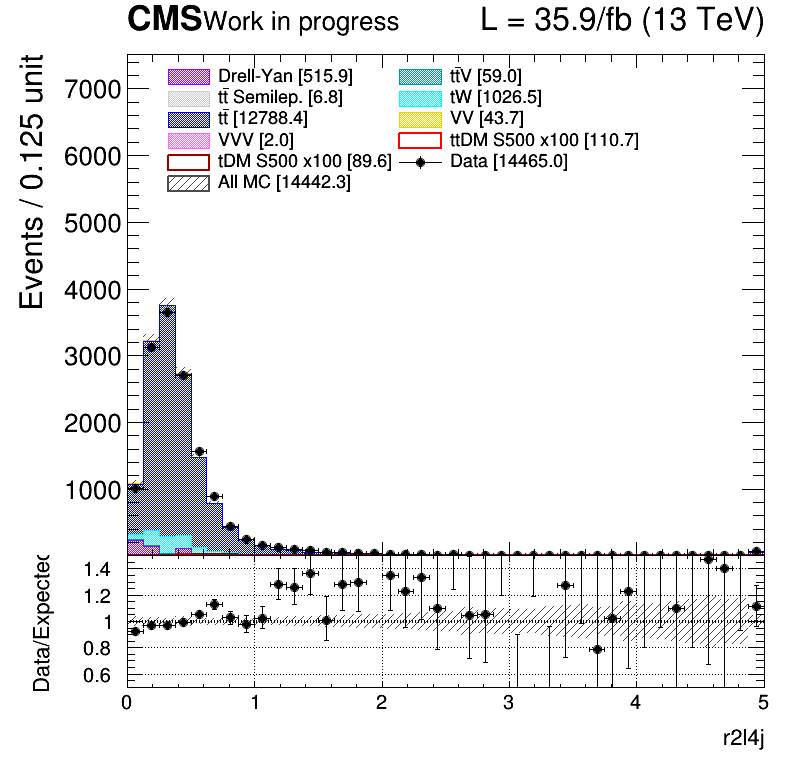 CMS Work in progress L = 35.9/fb (13 TeV)
Events / 0.125 unit
7000
6000
5000
4000
3000
2000
1000
Drell-Yan [515.9]
tt̄V [59.0]
tt̄ Semilep. [6.8]
tW [1026.5]
tt̄ [12788.4]
VV [43.7]
VVV [2.0]
ttDM S500 x100 [110.7]
tDM S500 x100 [89.6]
Data [14465.0]
All MC [14442.3]
Data/Expected
1.4
1.2
1
0.8
0.6
0 1 2 3 4 5
r2l4j